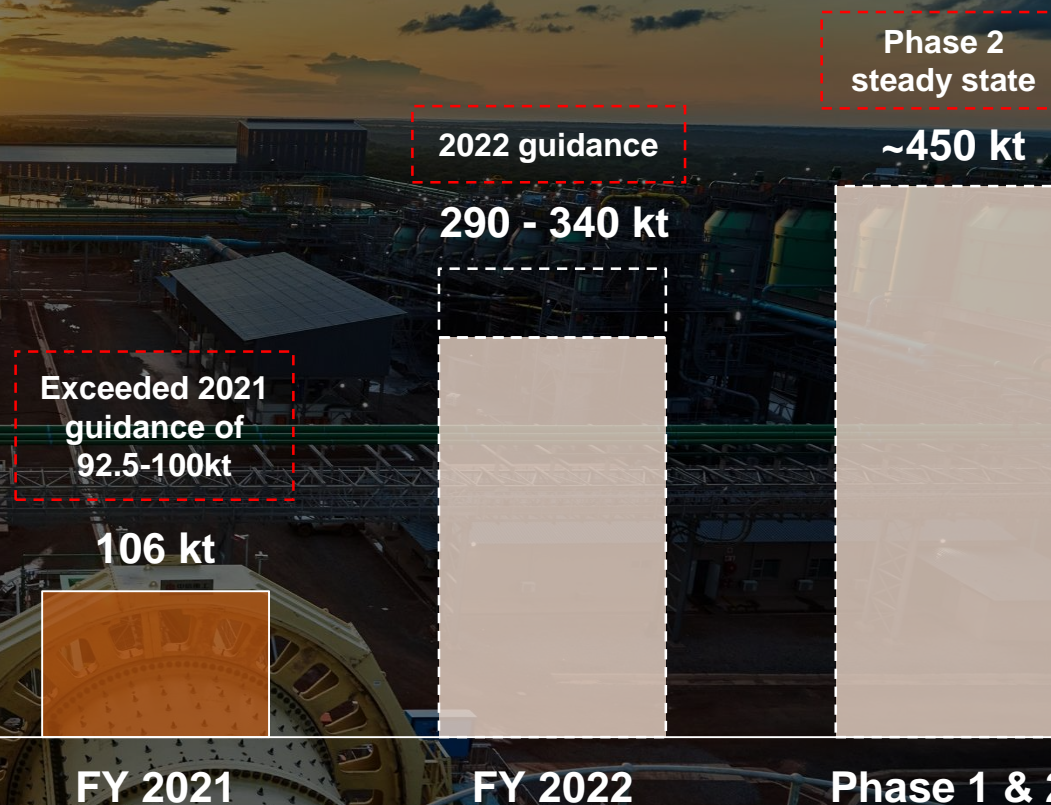 Phase 2
steady state
~450 kt
2022 guidance
290 - 340 kt
Exceeded 2021
guidance of
92.5-100kt
106 kt
FY 2021
FY 2022
Phase 1 & 2